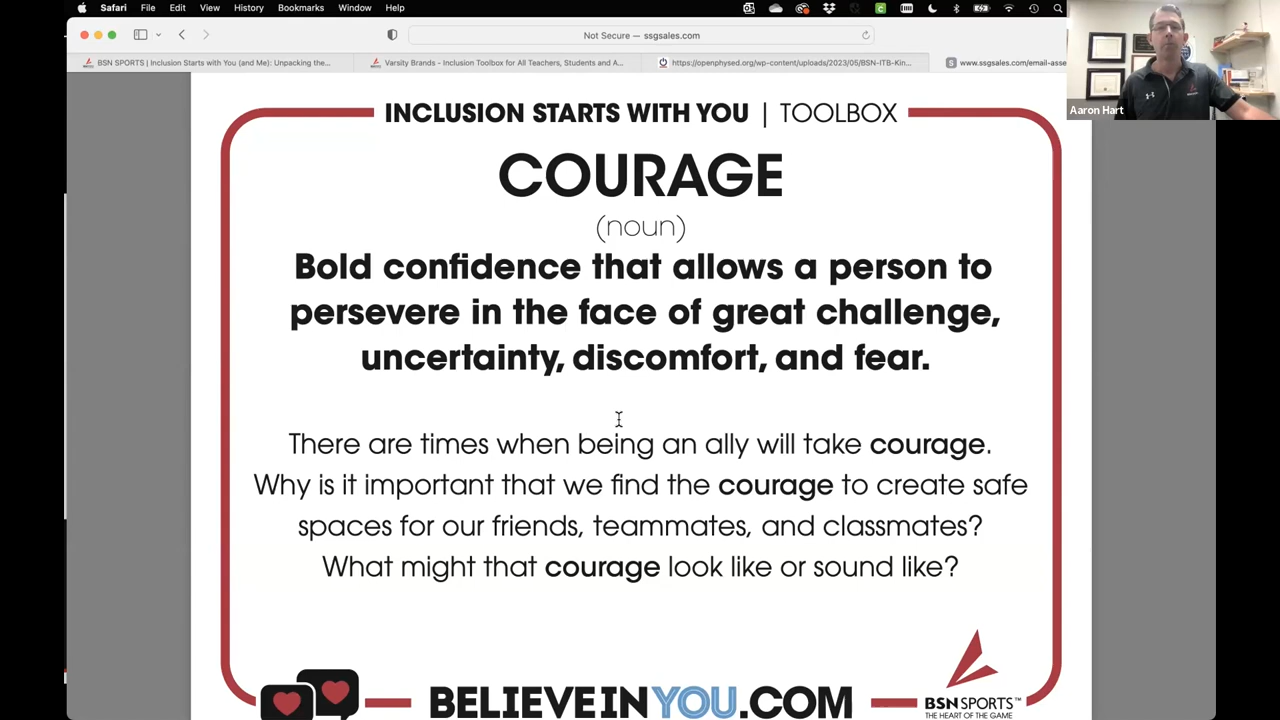 Safari File Edit View History Bookmarks Window Help
Not Secure — ssgsales.com
BSN SPORTS | Inclusion Starts with You (and Me): Unpacking the...
Varsity Brands - Inclusion Toolbox for All Teachers, Students and A...
https://openphysed.org/wp-content/uploads/2023/05/BSN-ITB-Kin...
www.ssgsales.com/email-asse
Aaron Hart
INCLUSION STARTS WITH YOU | TOOLBOX
COURAGE
(noun)
Bold confidence that allows a person to
persevere in the face of great challenge,
uncertainty, discomfort, and fear.
There are times when being an ally will take courage.
Why is it important that we find the courage to create safe
spaces for our friends, teammates, and classmates?
What might that courage look like or sound like?
BELIEVEINYOU.COM
BSN SPORTS™
THE HEART OF THE GAME